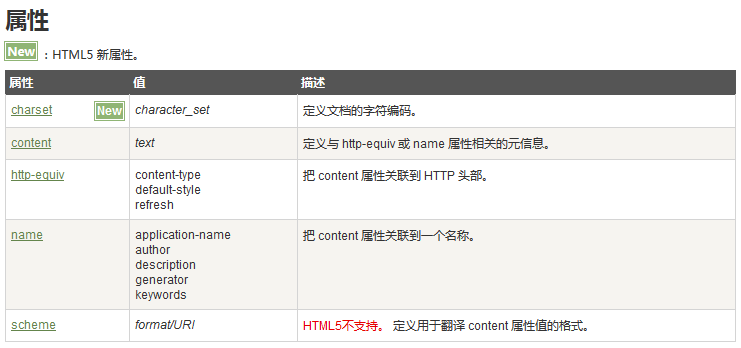 属性
New ：HTML5 新属性。
属性 值 描述
charset New character_set 定义文档的字符编码。
content text 定义与 http-equiv 或 name 属性相关的元信息。
http-equiv content-type 把 content 属性关联到 HTTP 头部。
default-style
refresh
name application-name 把 content 属性关联到一个名称。
author
description
generator
keywords
scheme format/URI HTML5不支持。 定义用于翻译 content 属性值的格式。